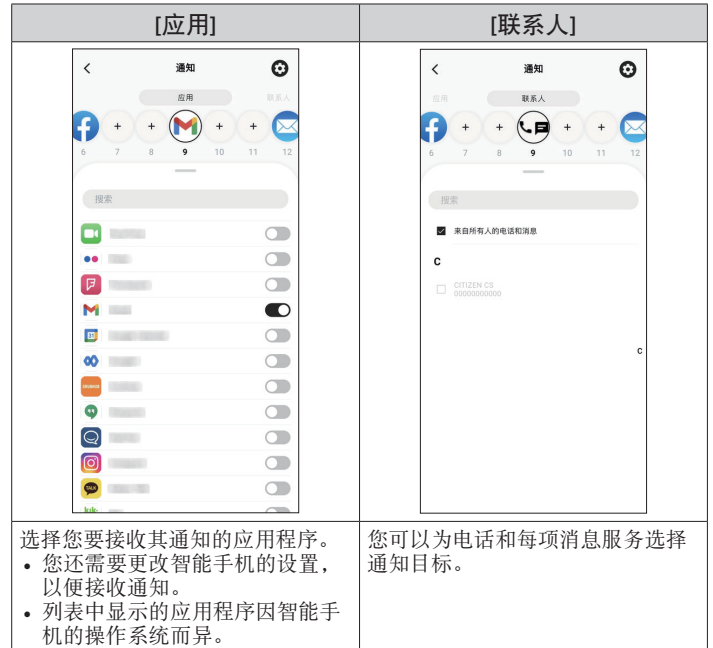 [应用]
[联系人]
通知
应用
联系人
6 7 8 9 10 11 12
搜索
31
TALK
kik
选择您要接收其通知的应用程序。
• 您还需要更改智能手机的设置，
以便接收通知。
• 列表中显示的应用程序因智能手
机的操作系统而异。
通知
应用
联系人
6 7 8 9 10 11 12
搜索
来自所有人的电话和消息
C
CITIZEN CS
00000000000
C
您可以为电话和每项消息服务选择
通知目标。